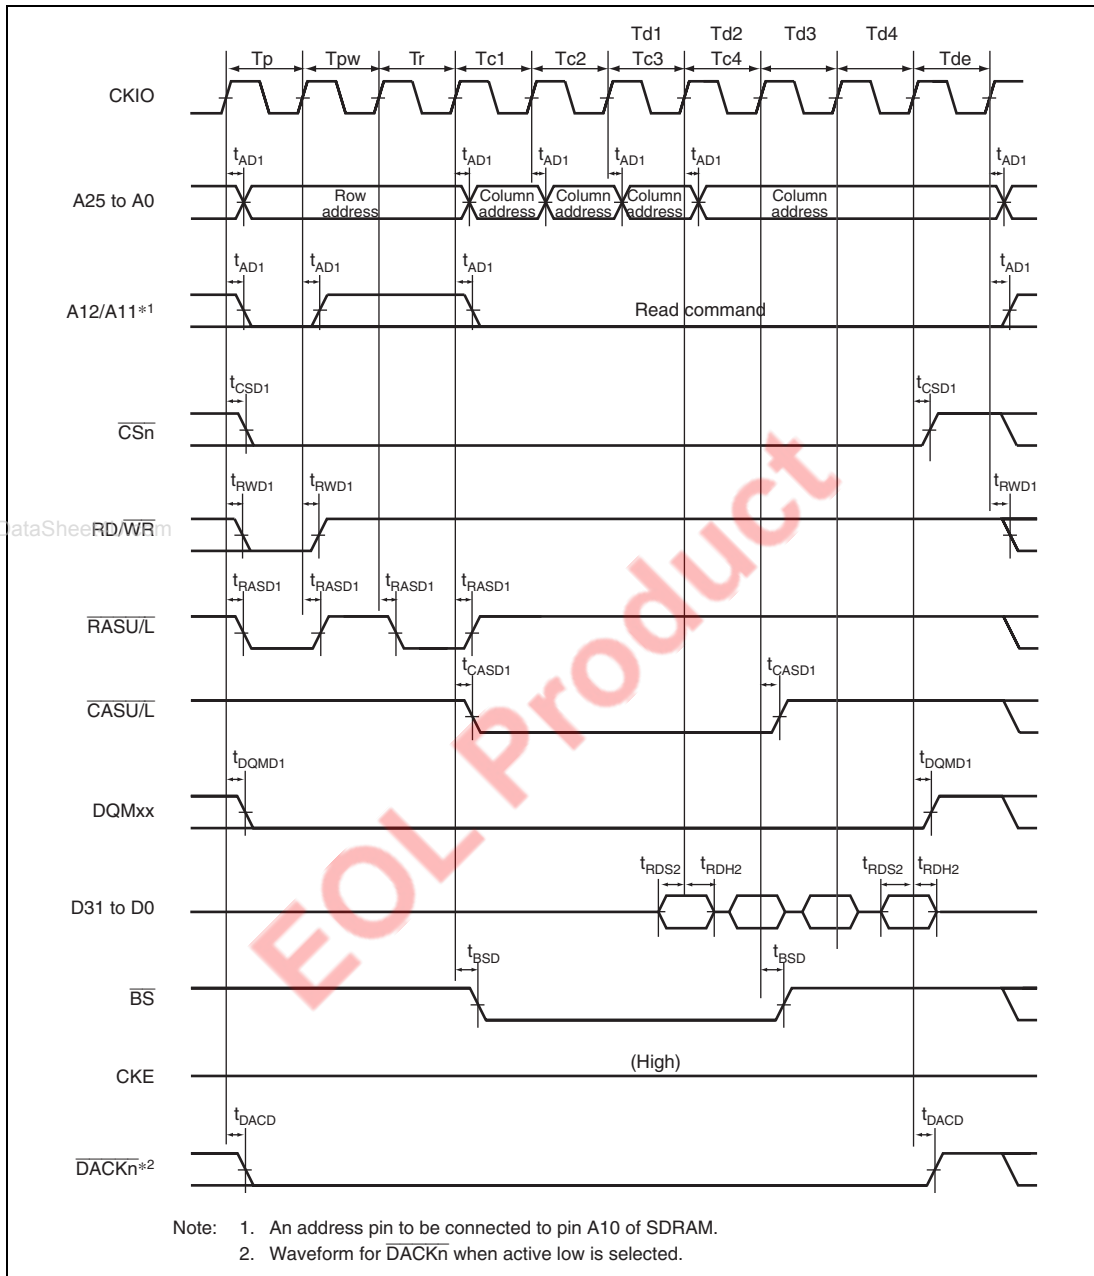 Td1 Td2 Td3 Td4
Tp Tpw Tr Tc1 Tc2 Tc3 Tc4 Tde
CKIO
tAD1 tAD1 tAD1 tAD1 tAD1 tAD1
A25 to A0
Row address
Column address
Column address
Column address
Column address
tAD1 tAD1 tAD1 tAD1
A12/A11*1
Read command
tCSD1 tCSD1
CSn
tRWD1 tRWD1 tRWD1
RD/WR
tRASD1 tRASD1 tRASD1 tRASD1
RASU/L
tCASD1 tCASD1
CASU/L
tDQMD1 tDQMD1
DQMxx
tRDS2 tRDH2 tRDS2 tRDH2
D31 to D0
tBSD tBSD
BS
(High)
CKE
tDACD tDACD
DACKn*2
EOL Product
Note: 1. An address pin to be connected to pin A10 of SDRAM.
2. Waveform for DACKn when active low is selected.